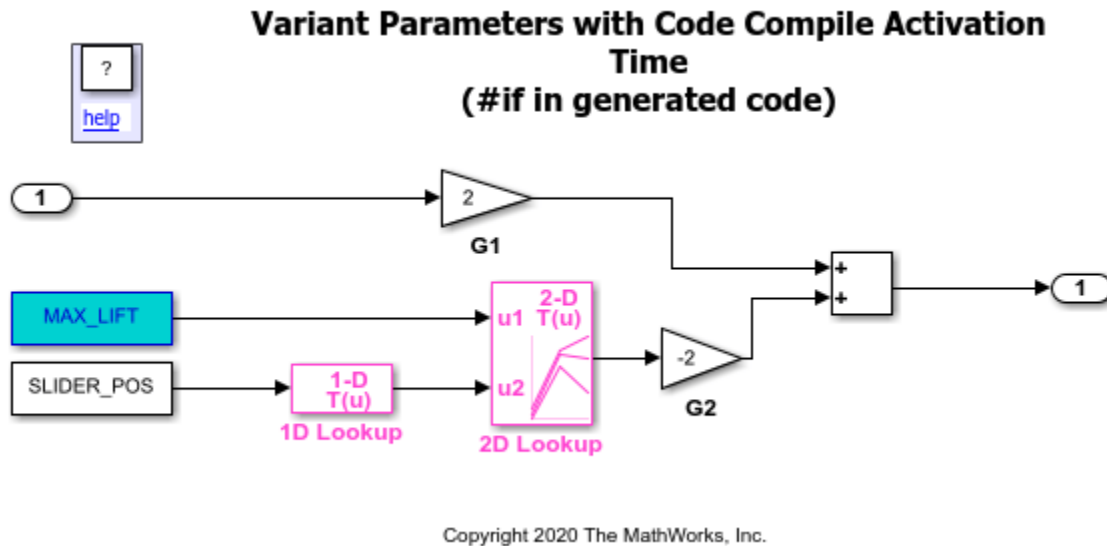 Variant Parameters with Code Compile Activation
Time
(#if in generated code)
?
help
1
2
G1
+
+
1
MAX_LIFT
2-D
T(u)
u1
SLIDER_POS
1-D
T(u)
u2
-2
1D Lookup
2D Lookup
G2
Copyright 2020 The MathWorks, Inc.